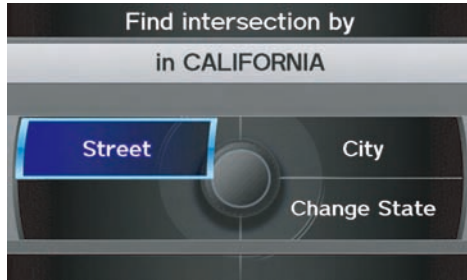 Find intersection by
in CALIFORNIA
Street
City
Change State